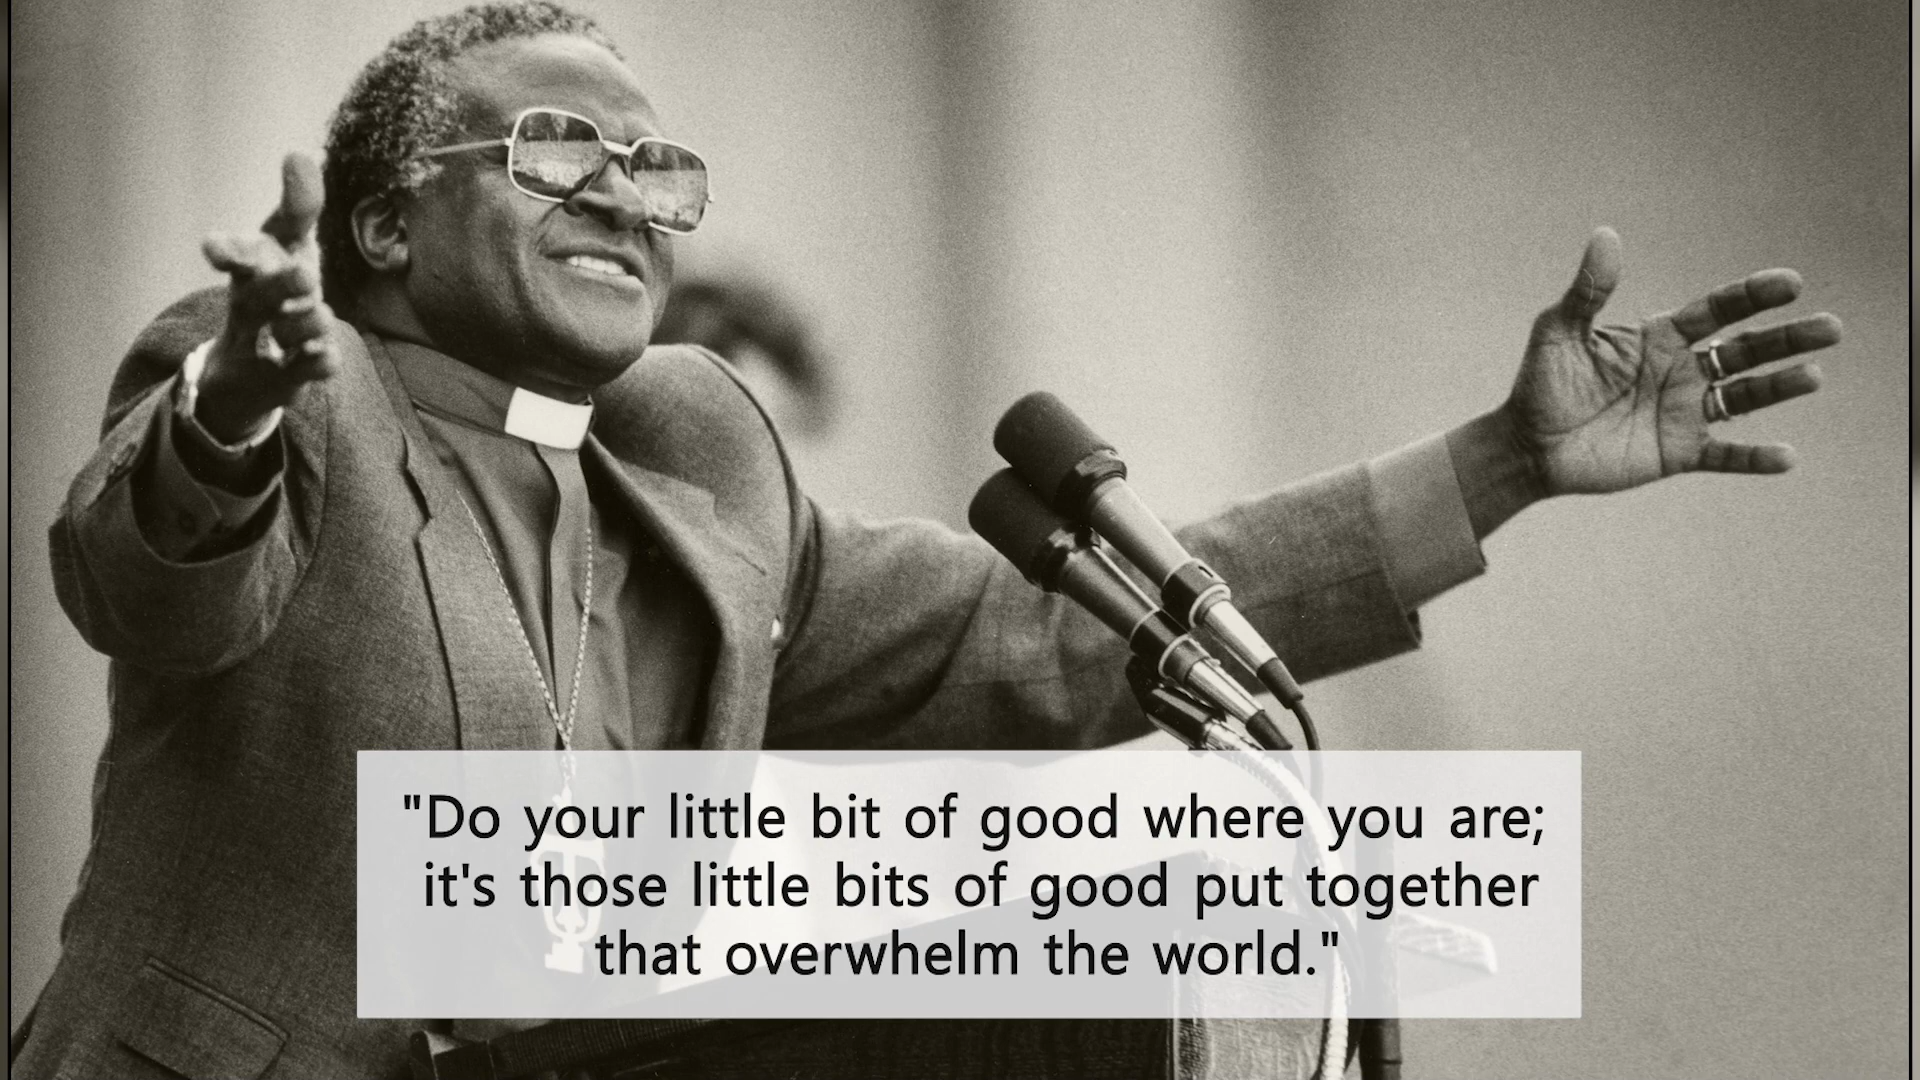 "Do your little bit of good where you are;
it's those little bits of good put together
that overwhelm the world."